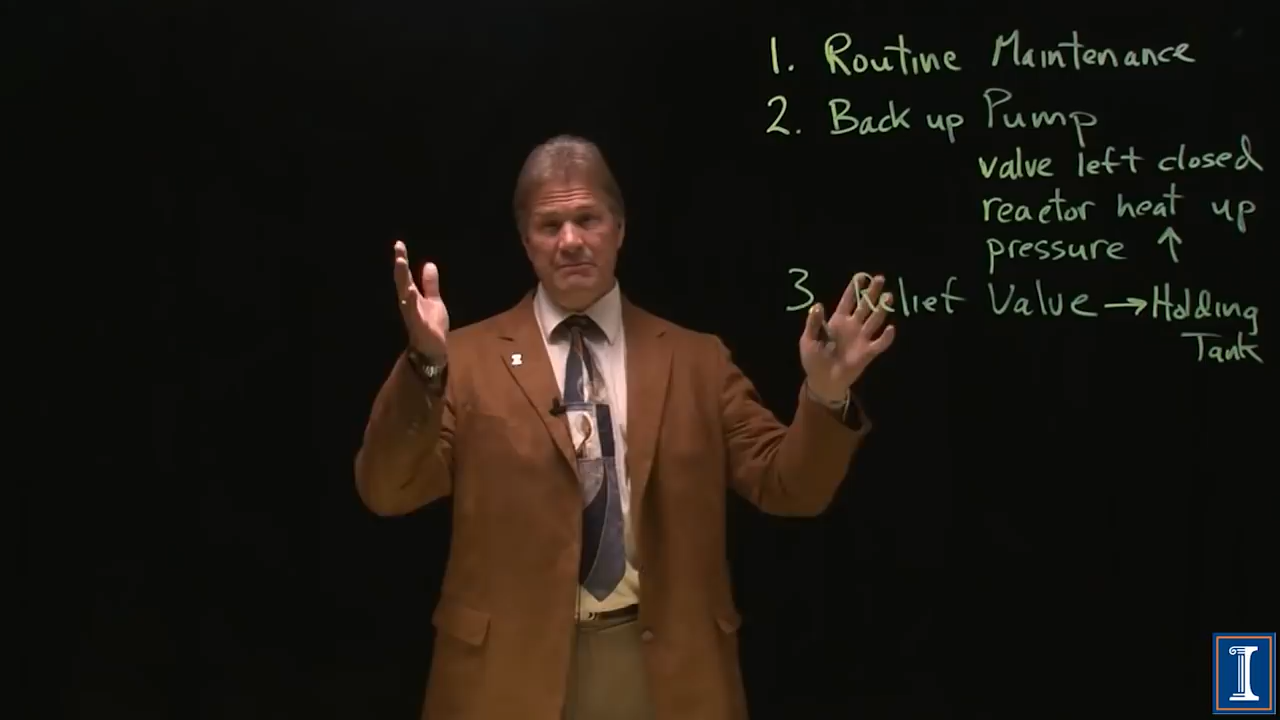 1. Routine Maintenance
2. Back up Pump
valve left closed
reactor heat up
pressure ↑
3. Relief Value → Holding
Tank
I